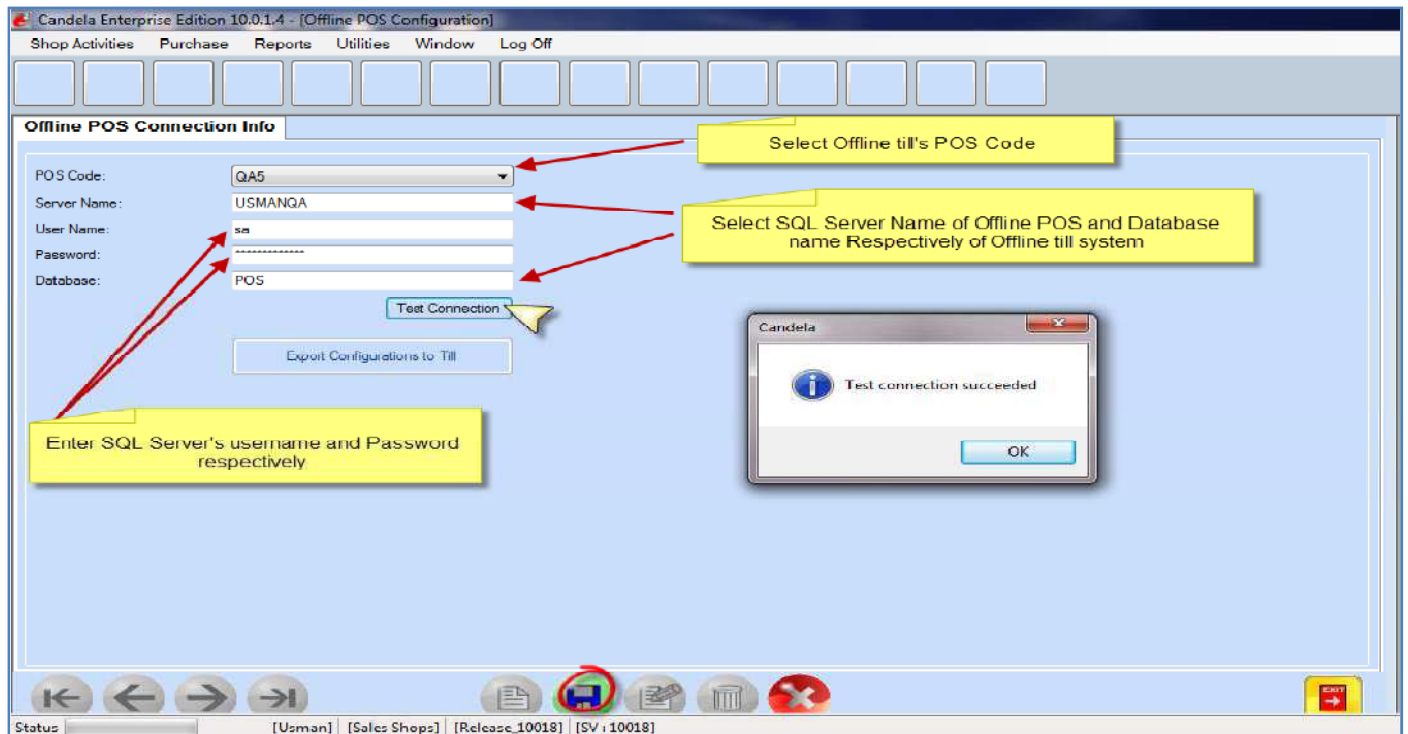 Candela Enterprise Edition 10.0.1.4 - [Offline POS Configuration]
Shop Activities Purchase Reports Utilities Window Log Off
Offline POS Connection Info
Select Offline till's POS Code
POS Code: QA5
Server Name: USMANQA
Select SQL Server Name of Offline POS and Database
name Respectively of Offline till system
User Name: sa
Password: *************
Database: POS
Test Connection
Export Configurations to Till
Candela
Test connection succeeded
OK
Enter SQL Server's username and Password
respectively
EXIT
Status [Usman] [Sales Shops] [Release_10018] [SV : 10018]